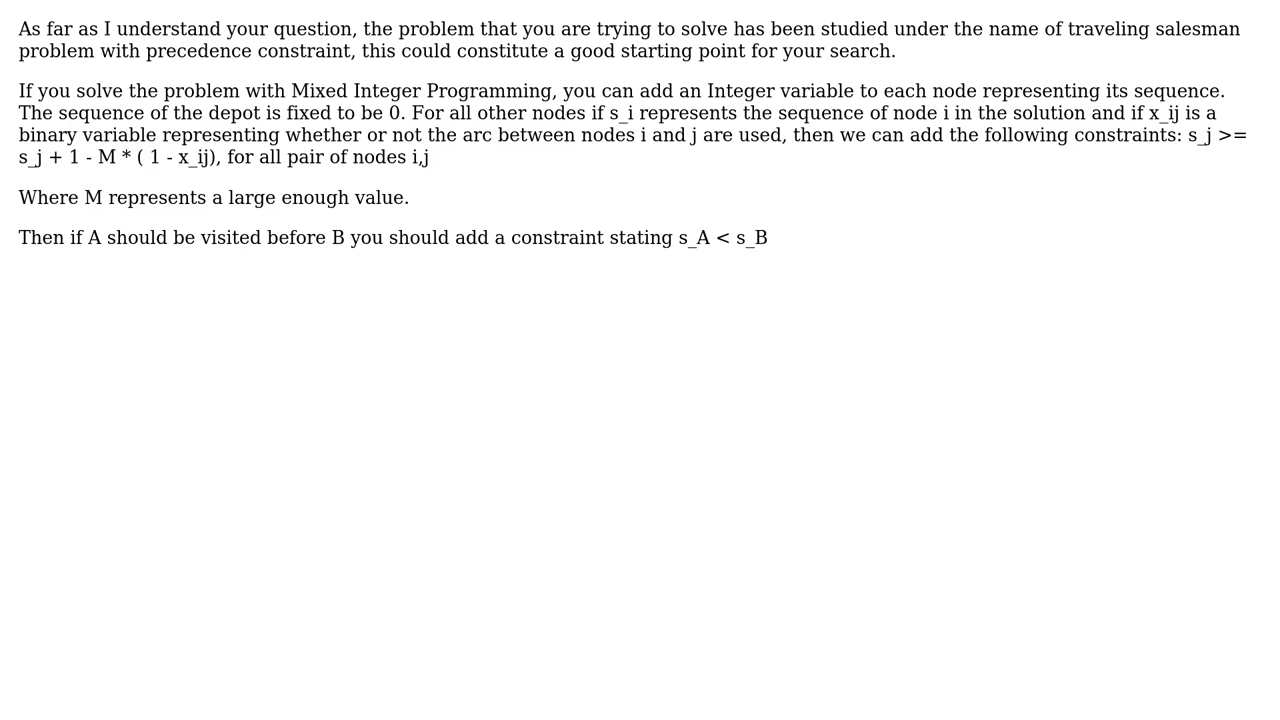 As far as I understand your question, the problem that you are trying to solve has been studied under the name of traveling salesman
problem with precedence constraint, this could constitute a good starting point for your search.
If you solve the problem with Mixed Integer Programming, you can add an Integer variable to each node representing its sequence.
The sequence of the depot is fixed to be 0. For all other nodes if s_i represents the sequence of node i in the solution and if x_ij is a
binary variable representing whether or not the arc between nodes i and j are used, then we can add the following constraints: s_j >=
s_j + 1 - M * ( 1 - x_ij), for all pair of nodes i,j
Where M represents a large enough value.
Then if A should be visited before B you should add a constraint stating s_A < s_B